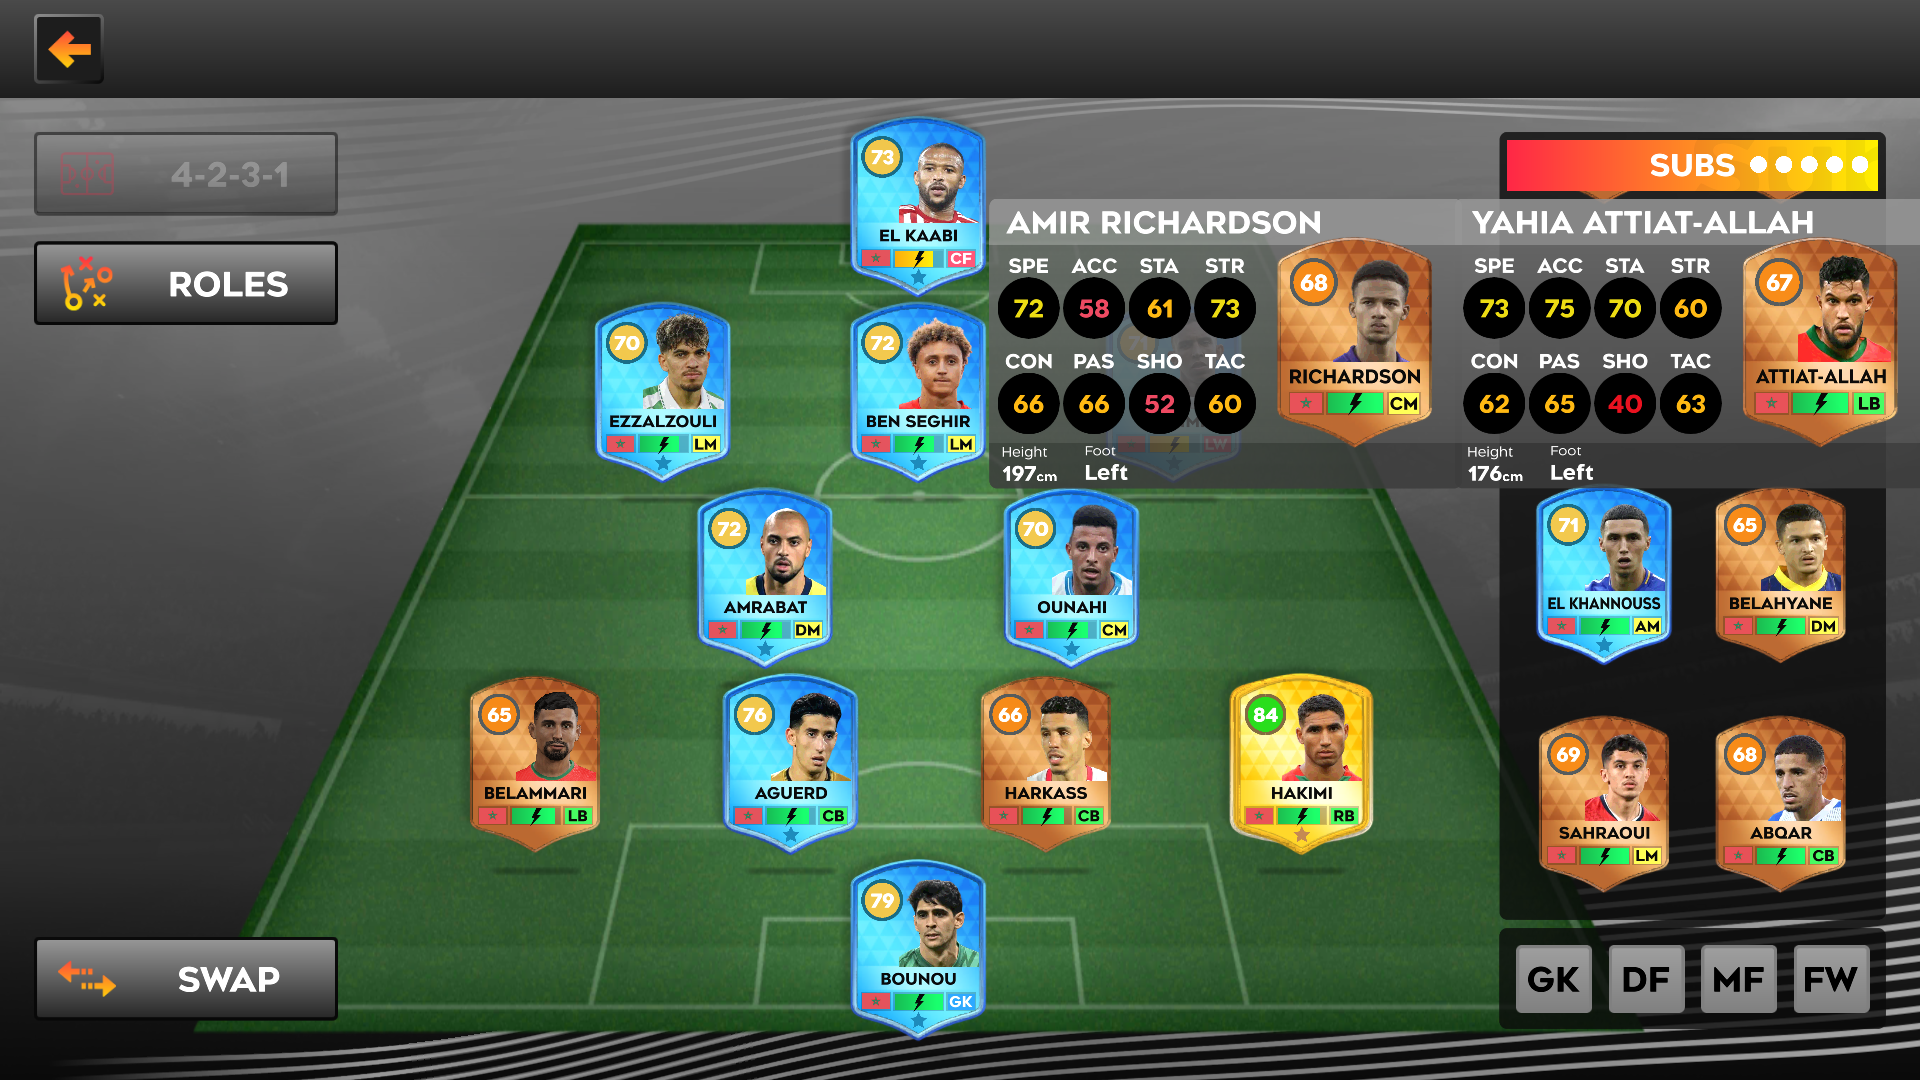 4-2-3-1
ROLES
SWAP
73
EL KAABI
CF
70
EZZALZOULI
LM
72
BEN SEGHIR
LM
71
LW
72
AMRABAT
DM
70
OUNAHI
CM
65
BELAMMARI
LB
76
AGUERD
CB
66
HARKASS
CB
84
HAKIMI
RB
79
BOUNOU
GK
AMIR RICHARDSON
SPE ACC STA STR
72 58 61 73
CON PAS SHO TAC
66 66 52 60
Height Foot
197cm Left
68
RICHARDSON
CM
YAHIA ATTIAT-ALLAH
SPE ACC STA STR
73 75 70 60
CON PAS SHO TAC
62 65 40 63
Height Foot
176cm Left
67
ATTIAT-ALLAH
LB
SUBS
71
EL KHANNOUSS
AM
65
BELAHYANE
DM
69
SAHRAOUI
LM
68
ABQAR
CB
GK DF MF FW